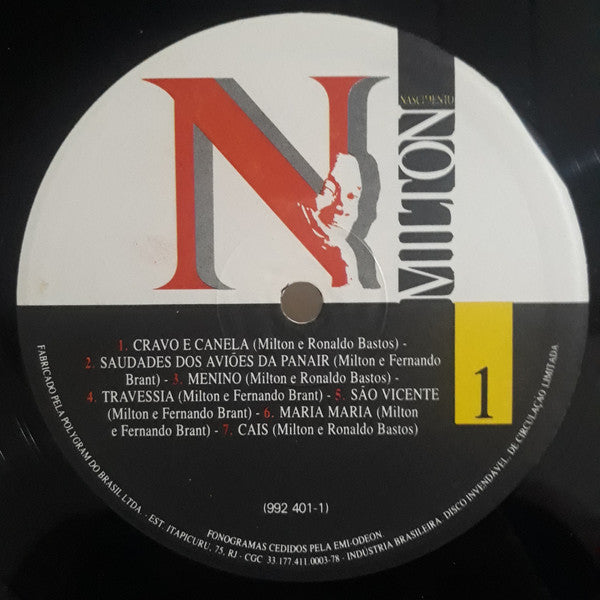 N
NASCIMENTO
MILTON
1. CRAVO E CANELA (Milton e Ronaldo Bastos) -
2. SAUDADES DOS AVIÕES DA PANAIR (Milton e Fernando
Brant) - 3. MENINO (Milton e Ronaldo Bastos) -
4. TRAVESSIA (Milton e Fernando Brant) - 5. SÃO VICENTE
(Milton e Fernando Brant) - 6. MARIA MARIA (Milton
e Fernando Brant) - 7. CAIS (Milton e Ronaldo Bastos)
1
(992 401-1)
FONOGRAMAS CEDIDOS PELA EMI-ODEON.
FABRICADO PELA POLYGRAM DO BRASIL LTDA. - EST. ITAPICURU, 75, RJ - CGC 33.177.411.0003-78 - INDÚSTRIA BRASILEIRA. DISCO INVENDÁVEL, DE CIRCULAÇÃO LIMITADA